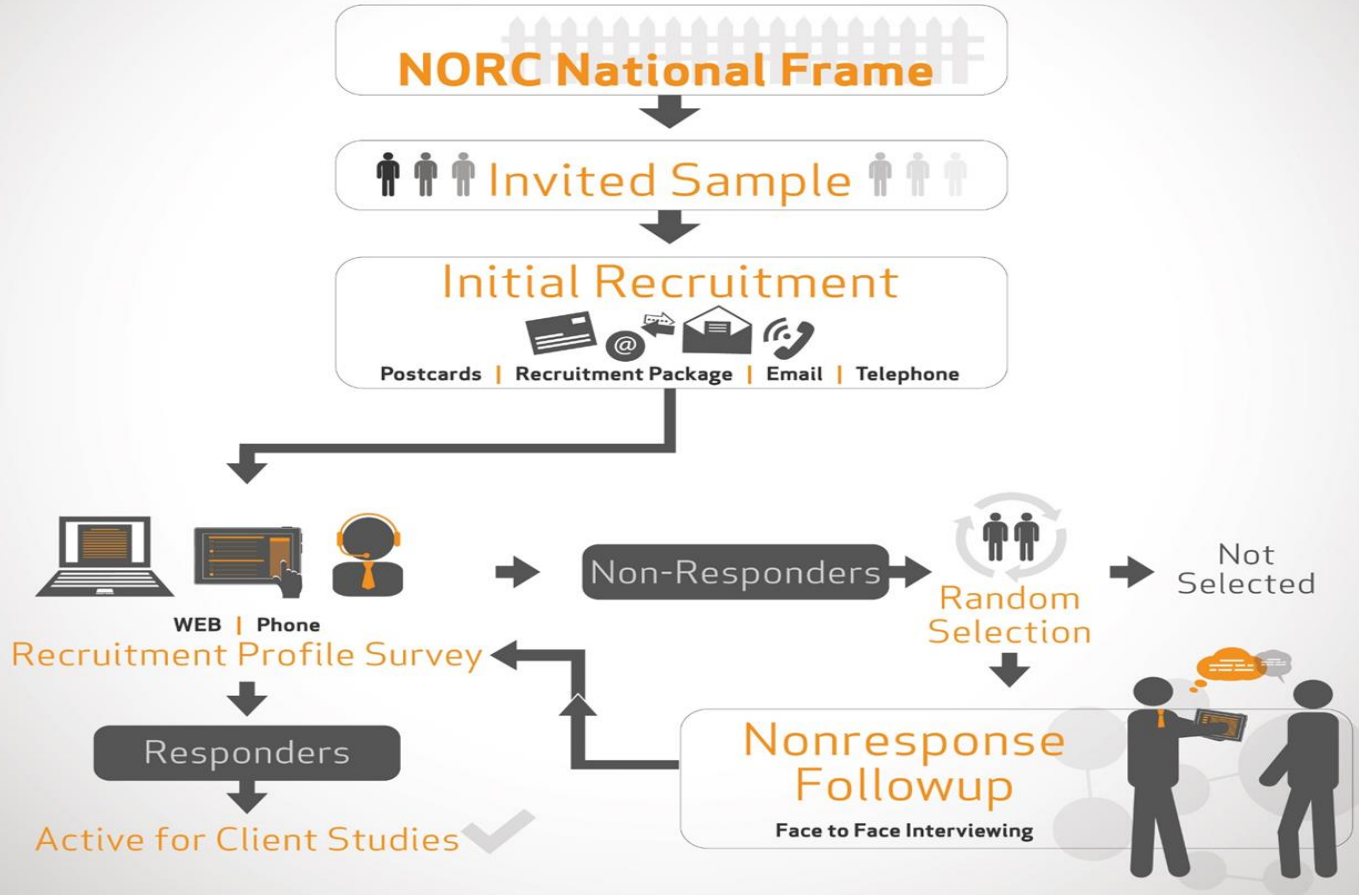 NORC National Frame
Invited Sample
Initial Recruitment
@
Postcards | Recruitment Package | Email | Telephone
WEB | Phone
Recruitment Profile Survey
Non-Responders
Random
Selection
Not
Selected
Responders
Active for Client Studies
Nonresponse
Followup
Face to Face Interviewing